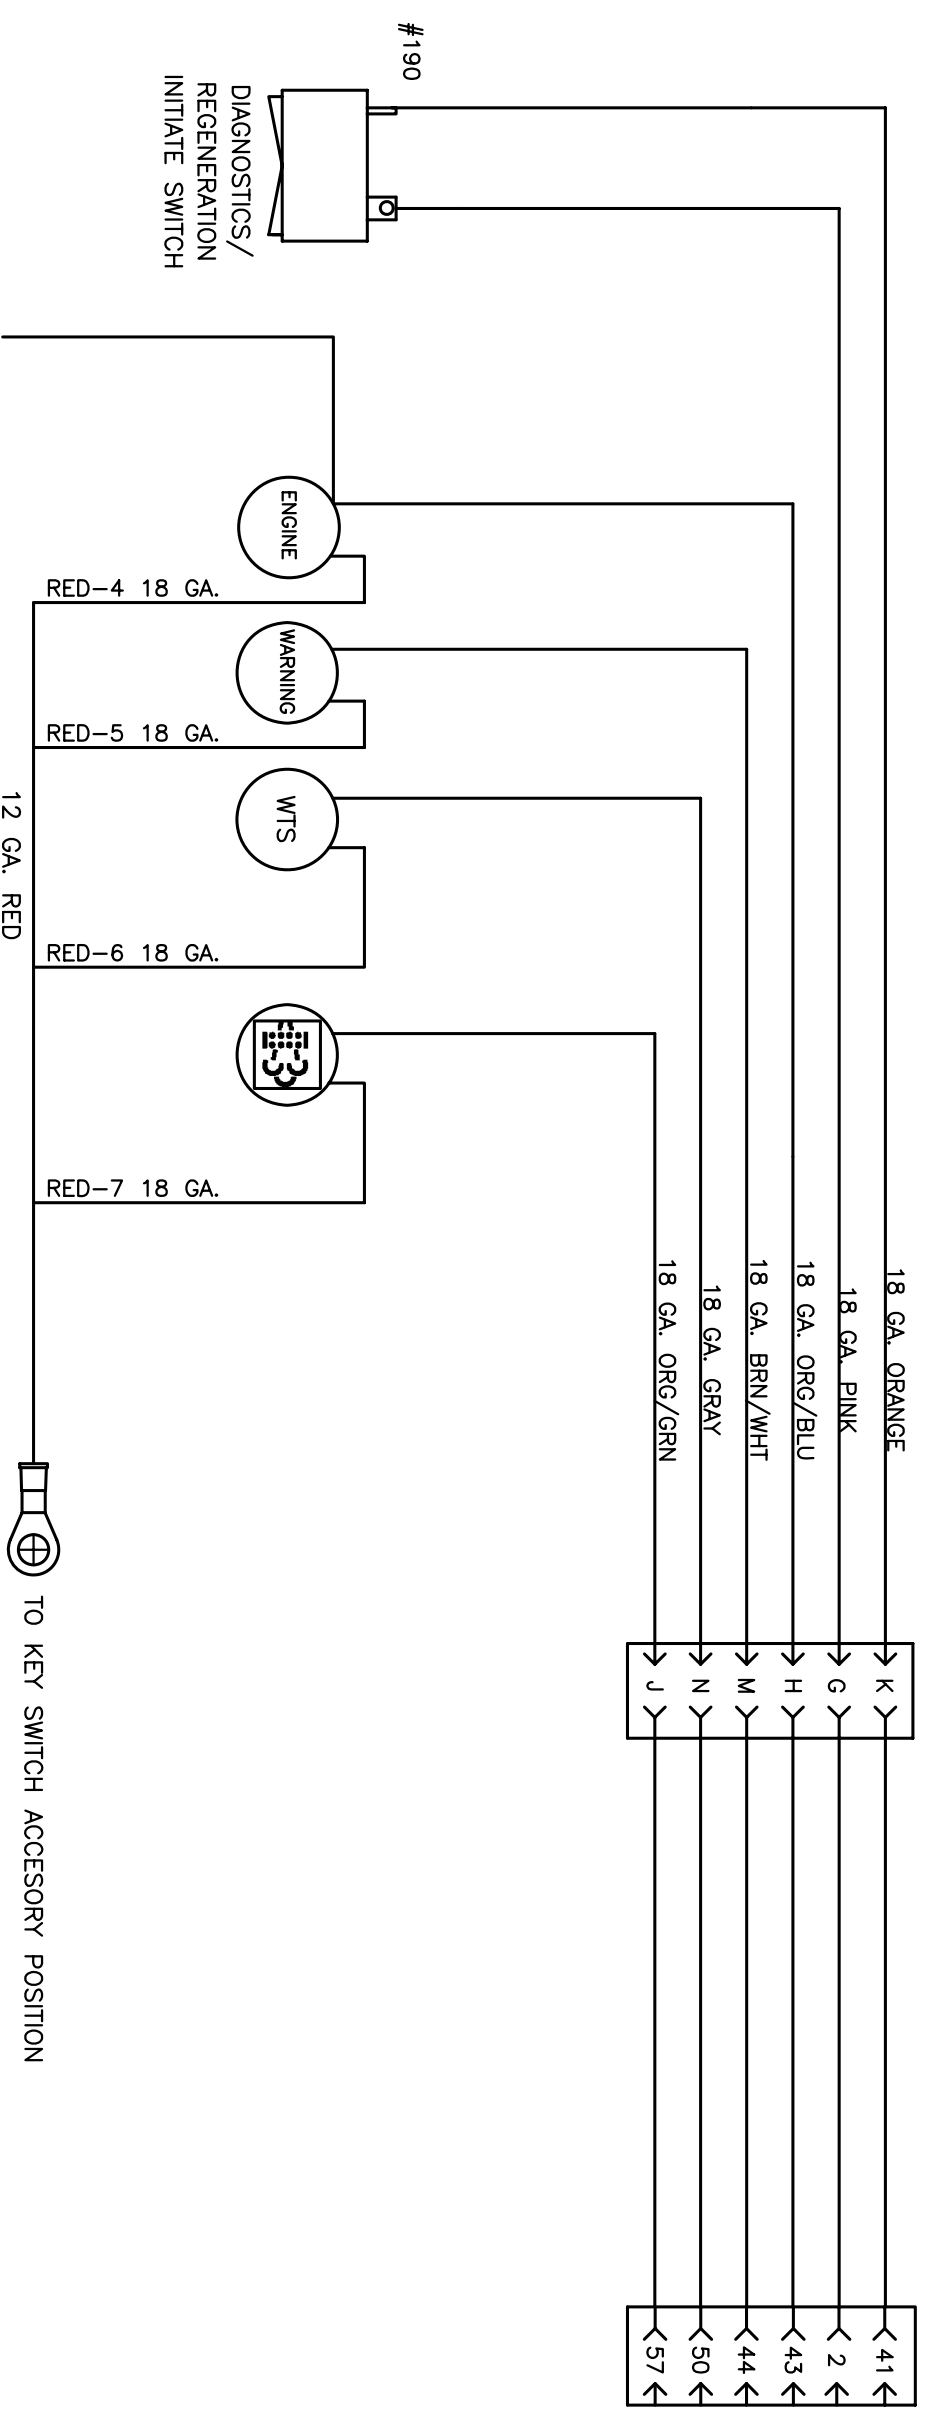 #190
DIAGNOSTICS/
REGENERATION
INITIATE SWITCH
ENGINE
RED-4 18 GA.
WARNING
RED-5 18 GA.
WTS
12 GA. RED
RED-6 18 GA.
RED-7 18 GA.
18 GA. ORANGE
18 GA. PINK
18 GA. ORG/BLU
18 GA. BRN/WHT
18 GA. GRAY
18 GA. ORG/GRN
TO KEY SWITCH ACCESORY POSITION
K
G
H
M
N
J
41
2
43
44
50
57